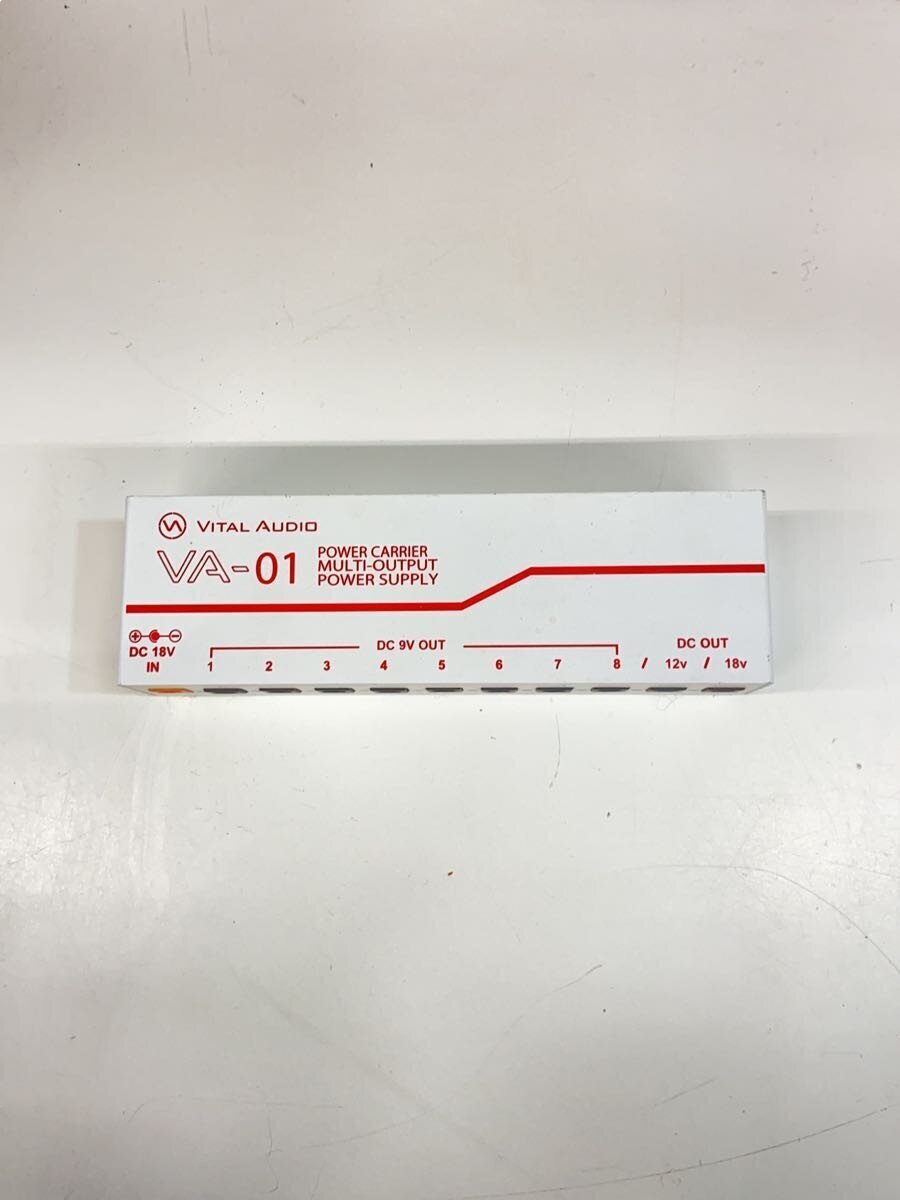 VITAL AUDIO
VA-01
POWER CARRIER
MULTI-OUTPUT
POWER SUPPLY
DC 18V
IN
DC 9V OUT
1 2 3 4 5 6 7 8 / 12v / 18v
DC OUT